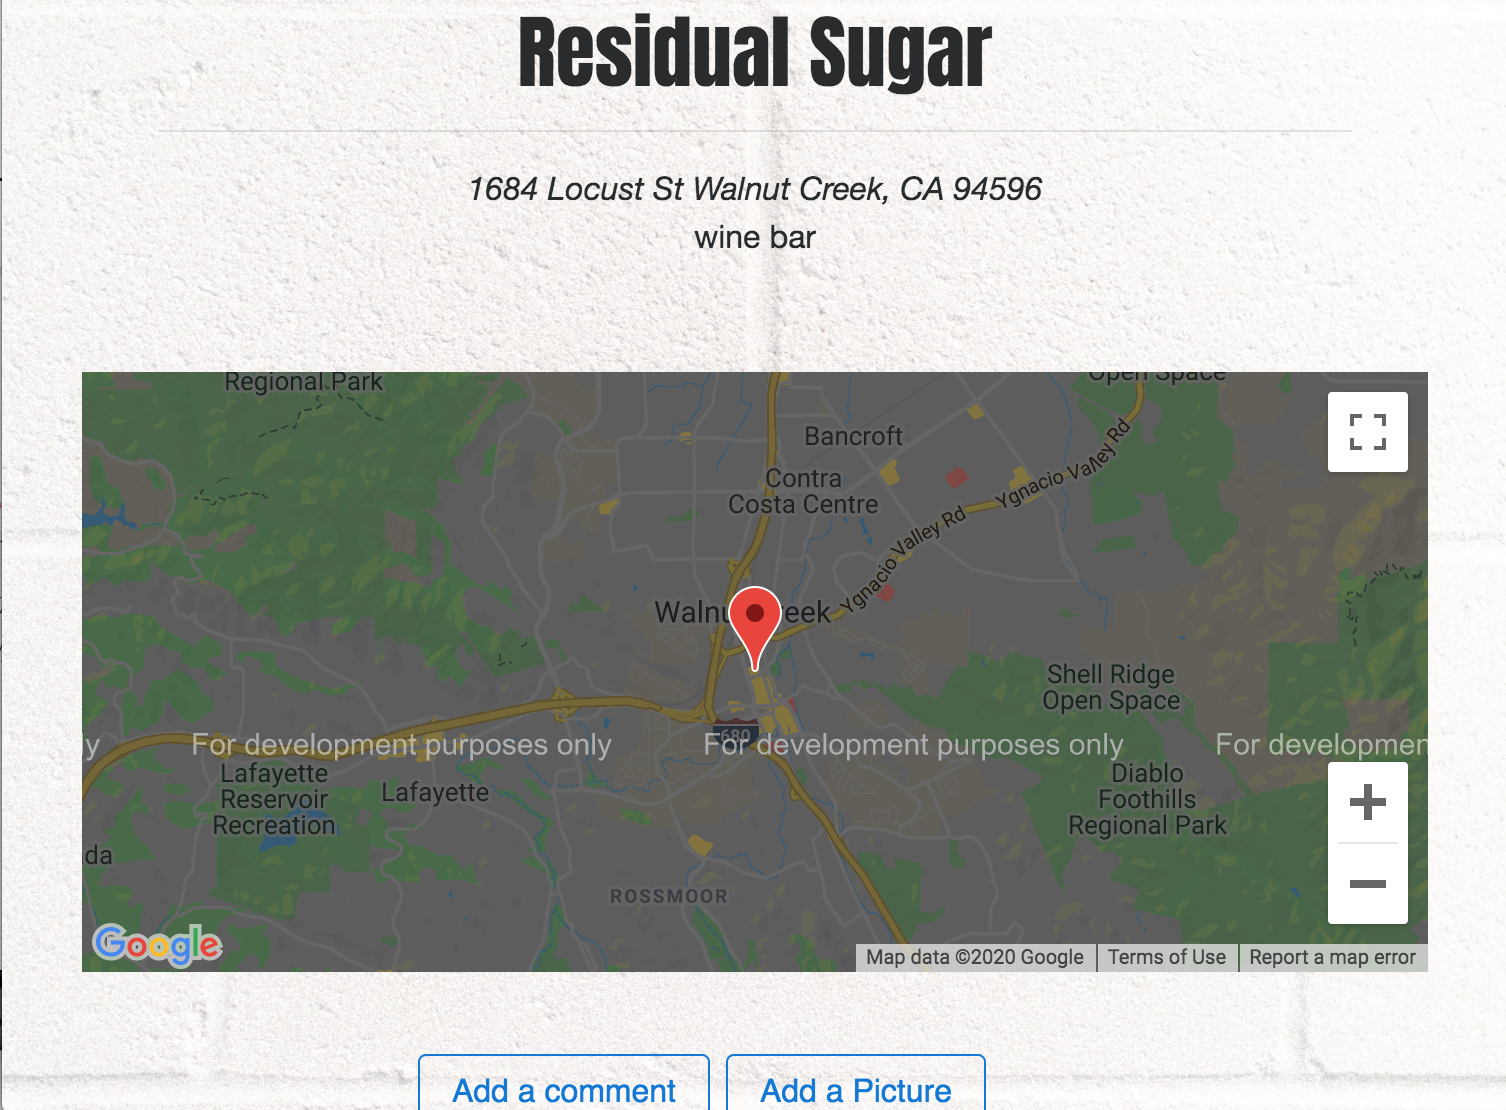 Residual Sugar
1684 Locust St Walnut Creek, CA 94596
wine bar
Regional Park
Open Space
Bancroft
Contra
Costa Centre
Ygnacio Valley Rd
Ygnacio Valley Rd
Walnu reek
Shell Ridge
Open Space
680
y
For development purposes only
For development purposes only
For developmen
Lafayette
Reservoir
Recreation
Lafayette
Diablo
Foothills
Regional Park
da
ROSSMOOR
Google
Map data ©2020 Google
Terms of Use
Report a map error
Add a comment
Add a Picture